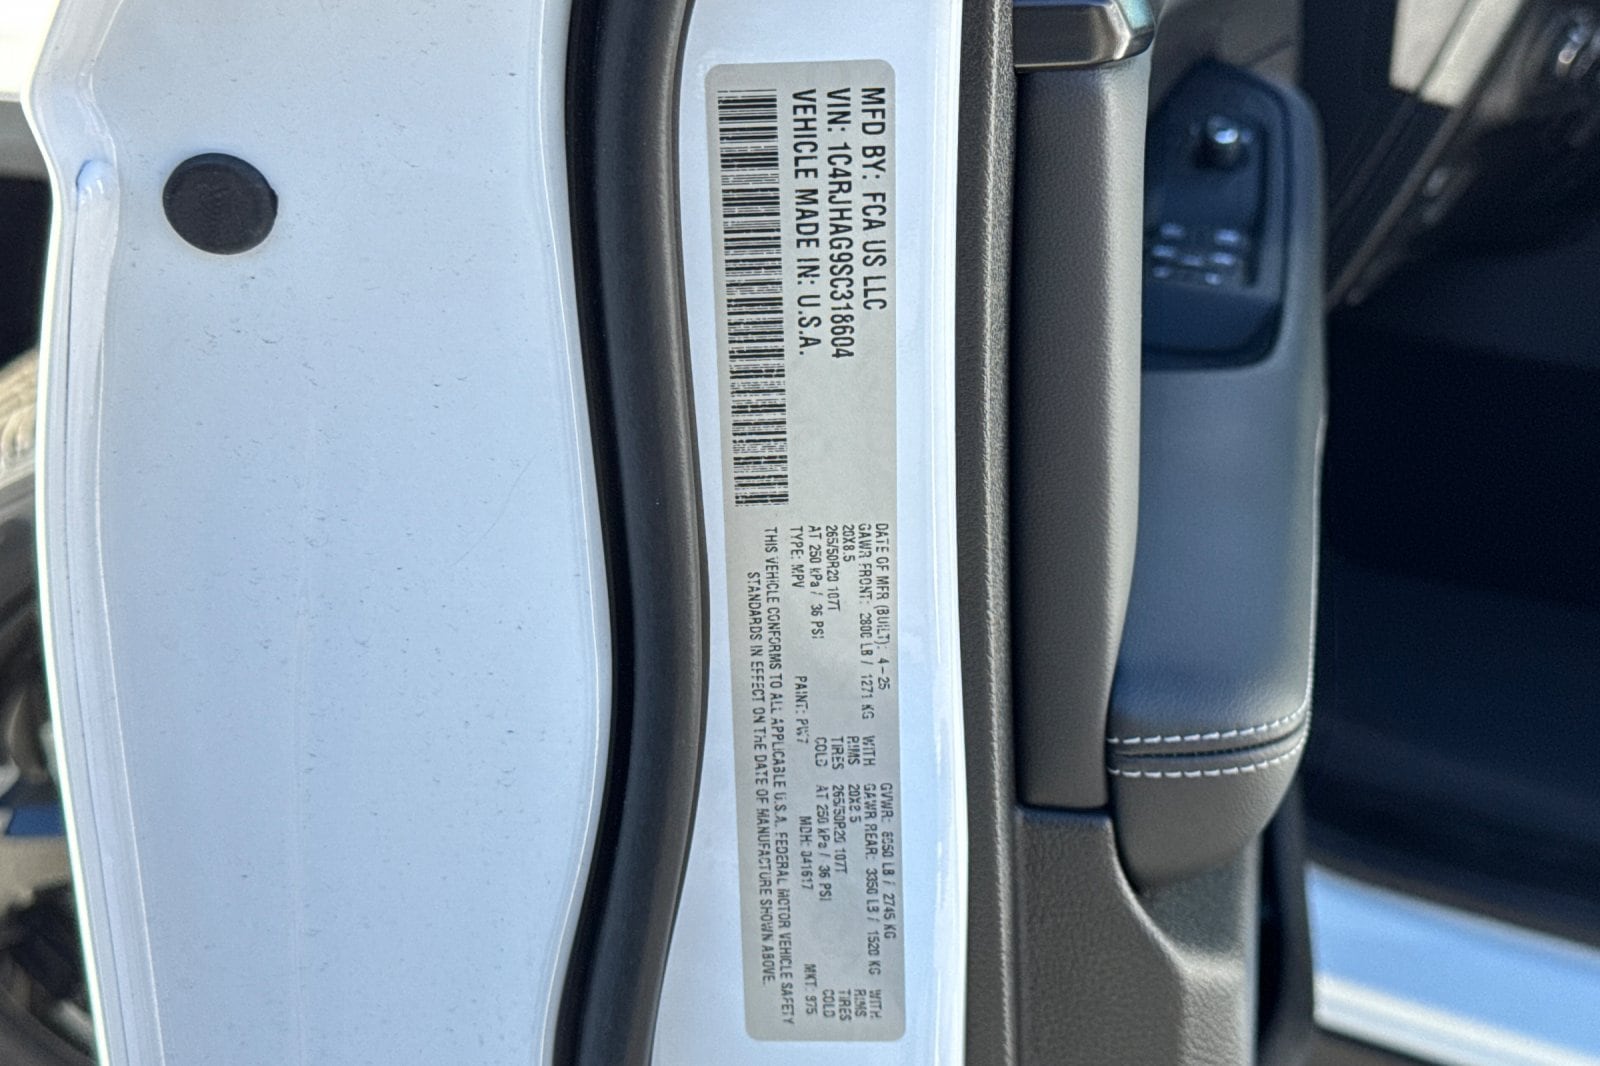 MFD BY: FCA US LLC
VIN: 1C4RJHAG9SC318604
VEHICLE MADE IN: U.S.A.
DATE OF MFR (BUILT): 4-25 GVWR: 6050 LB / 2745 KG
GAWR FRONT: 2800 LB / 1271 KG WITH GAWR REAR: 3350 LB / 1520 KG WITH
20X8.5 RIMS 20X8.5 RIMS
265/50R20 107T TIRES 265/50R20 107T TIRES
AT 250 kPa / 36 PSI COLD AT 250 kPa / 36 PSI COLD
TYPE: MPV PAINT: PW7 MDH: 041617 MKT: 975
THIS VEHICLE CONFORMS TO ALL APPLICABLE U.S.A. FEDERAL MOTOR VEHICLE SAFETY
STANDARDS IN EFFECT ON THE DATE OF MANUFACTURE SHOWN ABOVE.